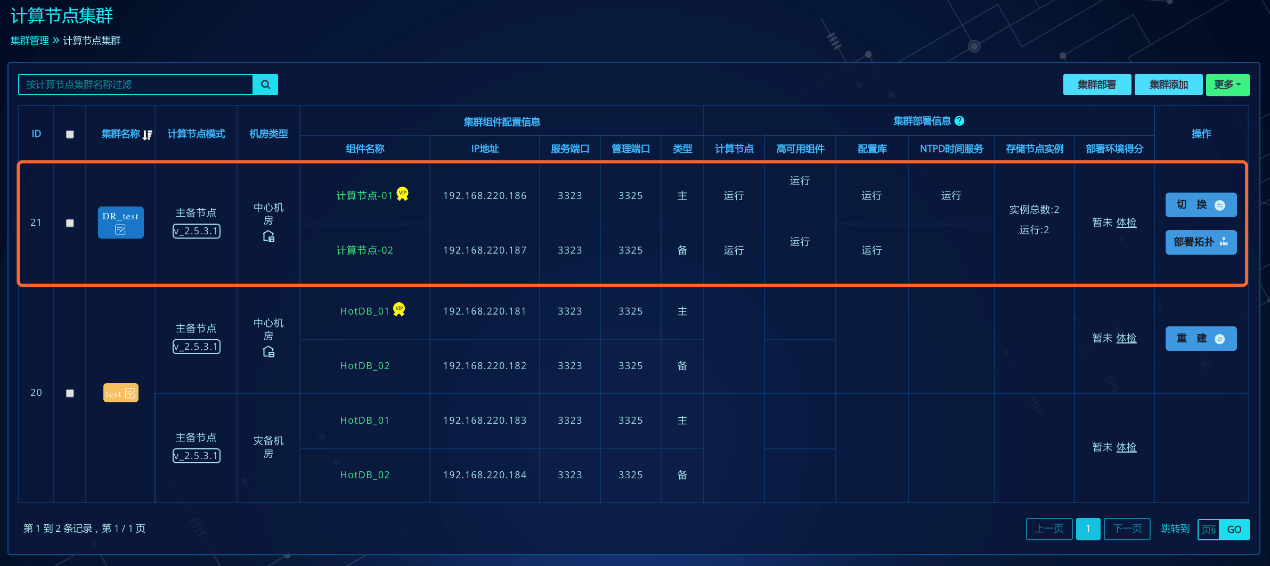 计算节点集群
集群管理 » 计算节点集群
按计算节点集群名称过滤
集群部署 集群添加 更多
ID 集群名称 计算节点模式 机房类型 集群组件配置信息 集群部署信息 ? 操作
组件名称 IP地址 服务端口 管理端口 类型 计算节点 高可用组件 配置库 NTPD时间服务 存储节点实例 部署环境得分
21 DR_test 主备节点 v_2.5.3.1 中心机房
计算节点-01 VIP 192.168.220.186 3323 3325 主 运行 运行 运行 运行
计算节点-02 192.168.220.187 3323 3325 备 运行 运行 运行
实例总数:2
运行:2
暂未 体检
切 换
部署拓扑
20 test
主备节点 v_2.5.3.1 中心机房
HotDB_01 VIP 192.168.220.181 3323 3325 主
HotDB_02 192.168.220.182 3323 3325 备
暂未 体检
重 建
主备节点 v_2.5.3.1 灾备机房
HotDB_01 192.168.220.183 3323 3325 主
HotDB_02 192.168.220.184 3323 3325 备
暂未 体检
第 1 到 2 条记录，第 1 / 1 页
上一页 1 下一页 跳转到 页码 GO